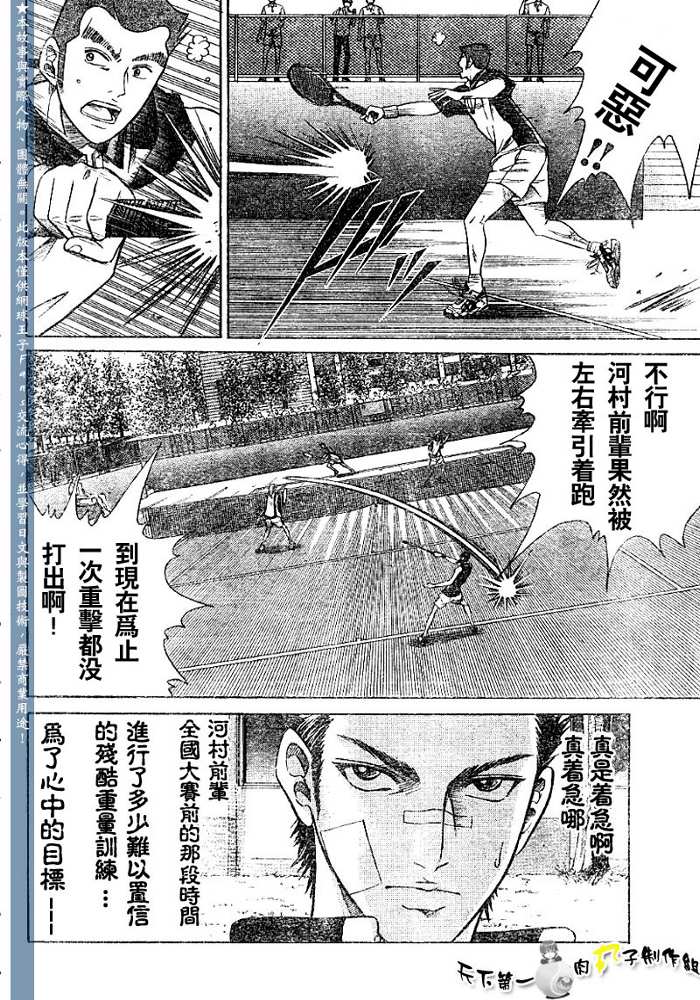 可惡!!
不行啊
河村前輩果然被
左右牽引着跑
到現在爲止
一次重擊都没
打出啊!
真是着急啊
真着急哪
河村前輩
全國大賽前的那段時間
進行了多少難以置信
的殘酷重量訓練…
爲了心中的目標———
★本故事與實際人物、團體無關。此版本僅供網球王子Fans交流心得，並學習日文與製圖技術，嚴禁商業用途！
天下第一
肉丸子制作組